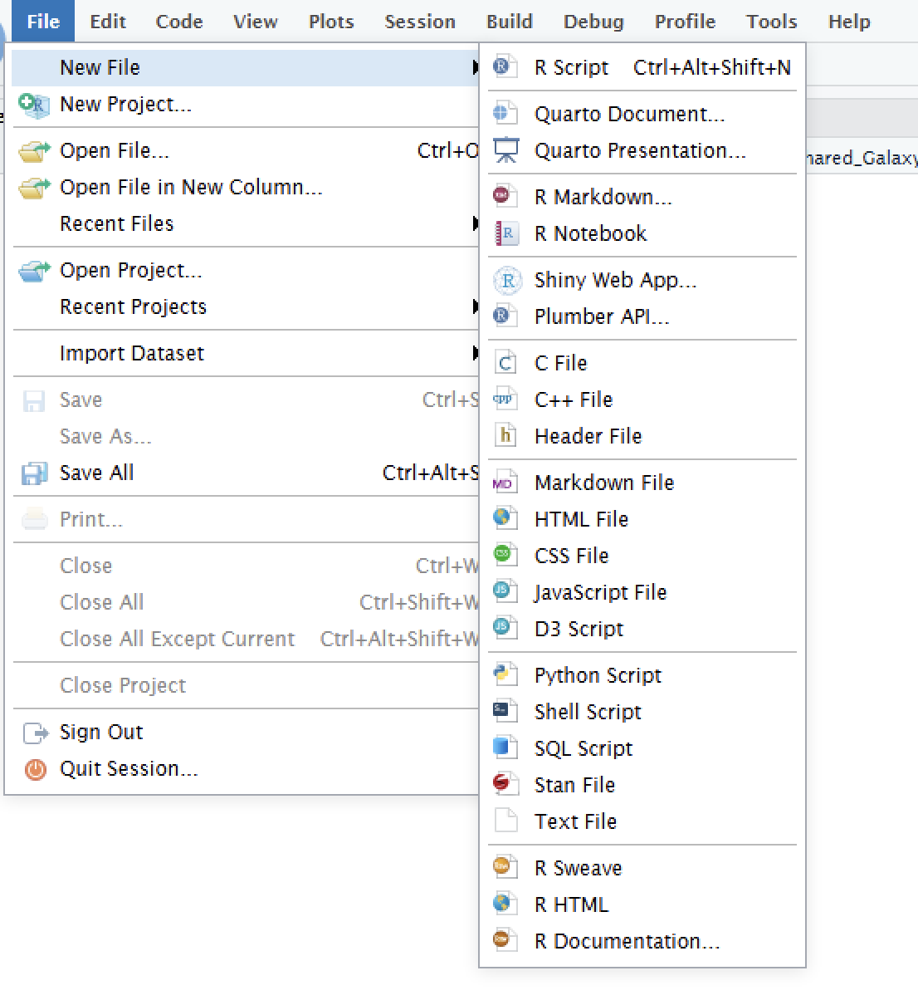 File Edit Code View Plots Session Build Debug Profile Tools Help
New File
New Project...
Open File... Ctrl+O
Open File in New Column...
Recent Files
Open Project...
Recent Projects
Import Dataset
Save Ctrl+S
Save As...
Save All Ctrl+Alt+S
Print...
Close Ctrl+W
Close All Ctrl+Shift+W
Close All Except Current Ctrl+Alt+Shift+W
Close Project
Sign Out
Quit Session...
R Script Ctrl+Alt+Shift+N
Quarto Document...
Quarto Presentation...
R Markdown...
R Notebook
Shiny Web App...
Plumber API...
C File
C++ File
Header File
Markdown File
HTML File
CSS File
JavaScript File
D3 Script
Python Script
Shell Script
SQL Script
Stan File
Text File
R Sweave
R HTML
R Documentation...
hared_Galaxy